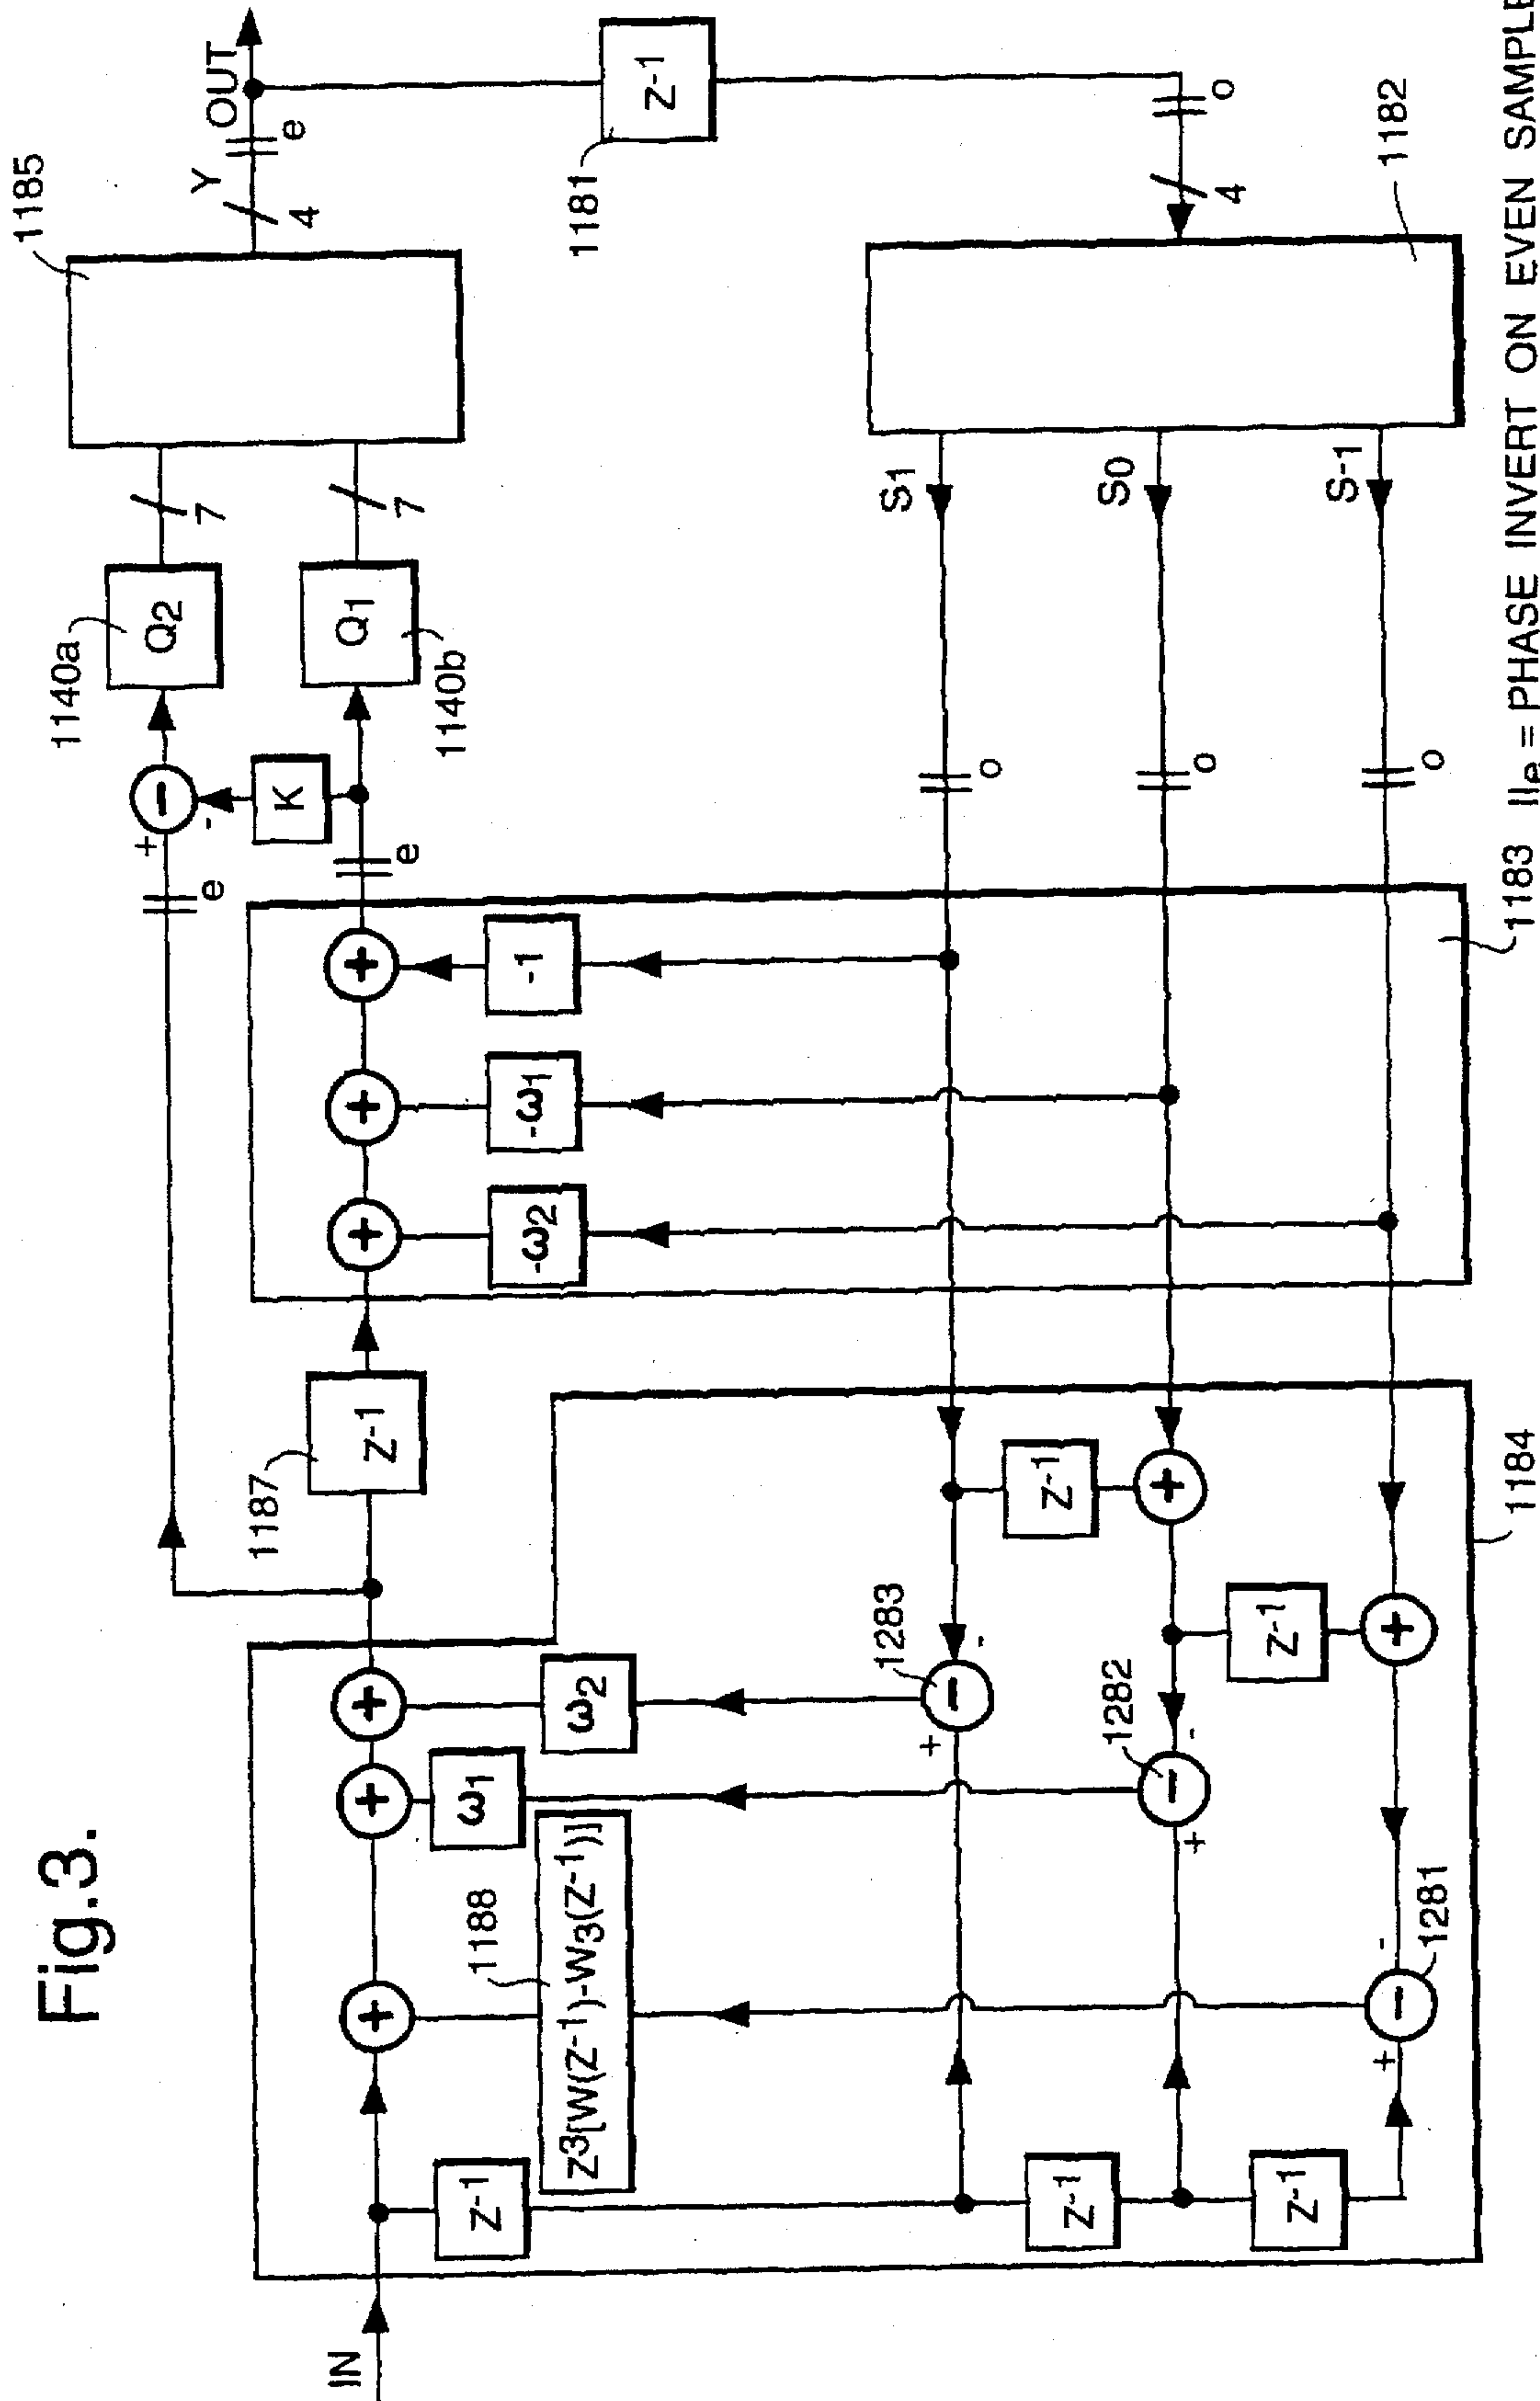 Fig.3.
IN
Z-1
1188
Z3[W(Z-1)-W3(Z-1)]
ω1
ω2
1187
Z-1
-ω2
-ω1
-1
e
e
+
-
K
1140a
Q2
Q1
1140b
7
7
1185
Y
4
e
OUT
Z-1
1181
o
4
1182
S1
S0
S-1
o
o
o
1183
Z-1
Z-1
+
-
1281
+
-
1282
+
-
1283
Z-1
Z-1
1184
IIe = PHASE INVERT ON EVEN SAMPLE